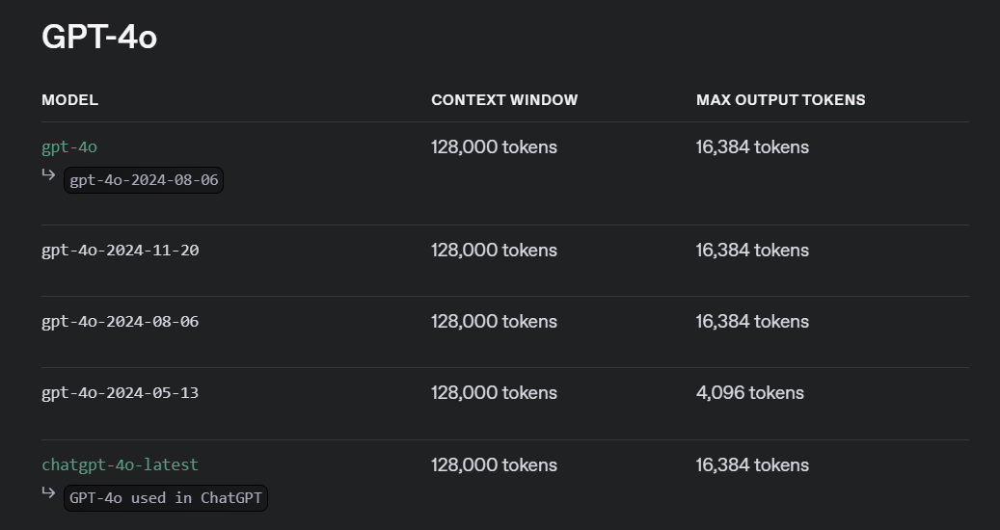 GPT-4o
MODEL CONTEXT WINDOW MAX OUTPUT TOKENS
gpt-4o 128,000 tokens 16,384 tokens
↳ gpt-4o-2024-08-06
gpt-4o-2024-11-20 128,000 tokens 16,384 tokens
gpt-4o-2024-08-06 128,000 tokens 16,384 tokens
gpt-4o-2024-05-13 128,000 tokens 4,096 tokens
chatgpt-4o-latest 128,000 tokens 16,384 tokens
↳ GPT-4o used in ChatGPT